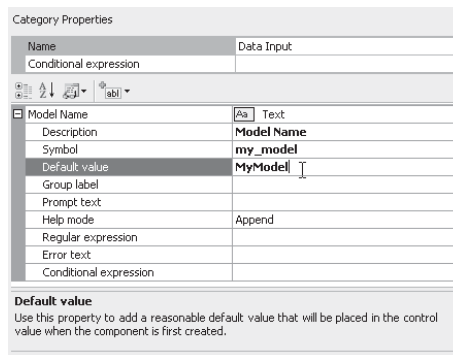 Category Properties
Name Data Input
Conditional expression
abl
Model Name Aa Text
Description Model Name
Symbol my_model
Default value MyModel
Group label
Prompt text
Help mode Append
Regular expression
Error text
Conditional expression
Default value
Use this property to add a reasonable default value that will be placed in the control
value when the component is first created.